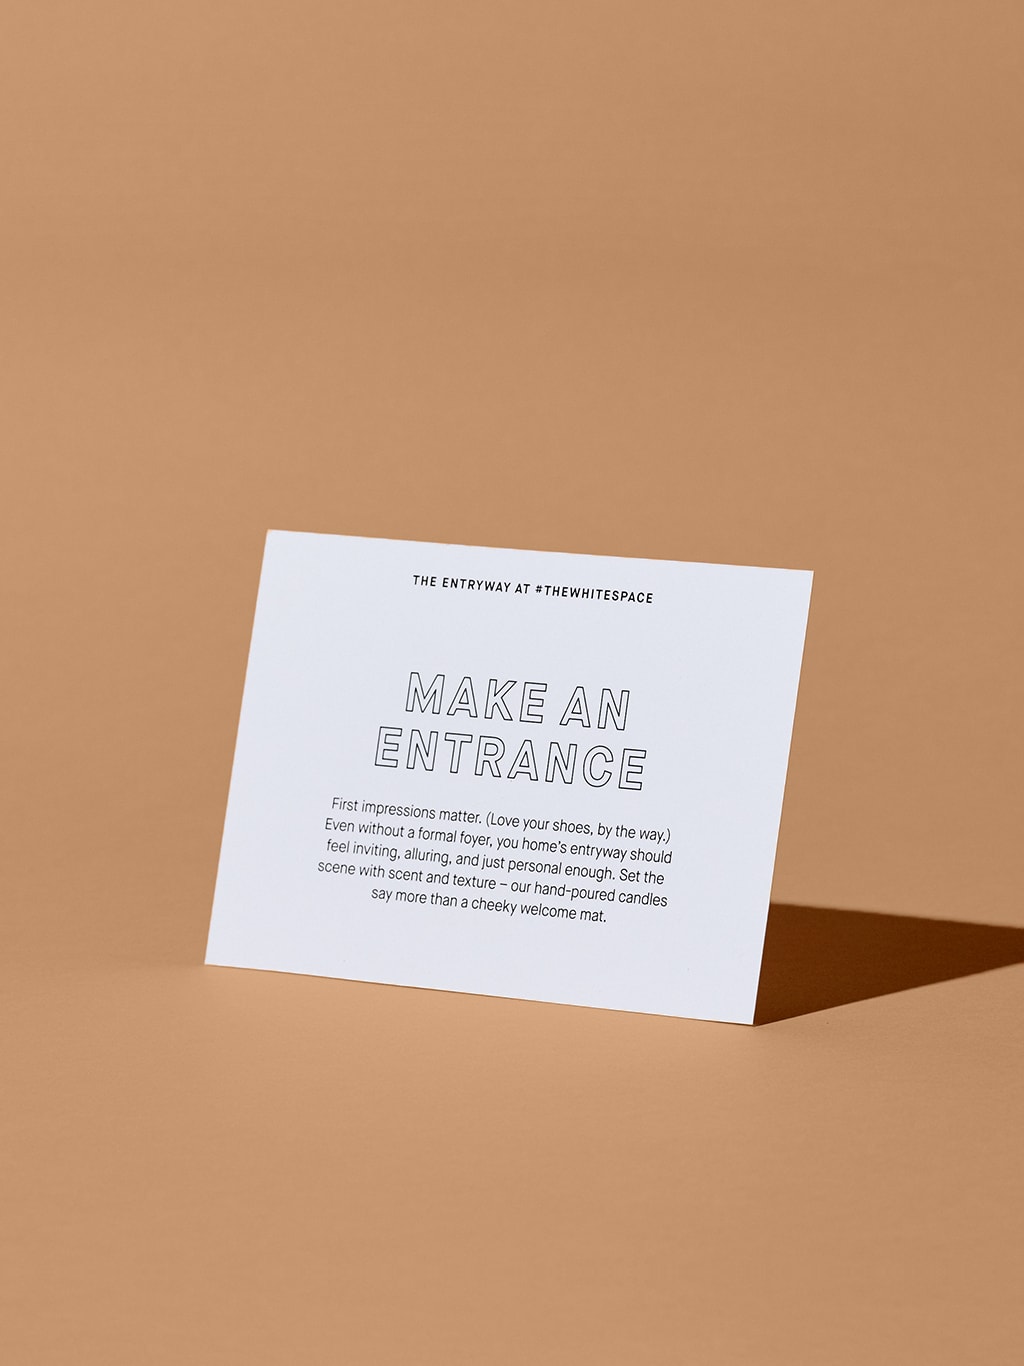 THE ENTRYWAY AT #THEWHITESPACE
MAKE AN
ENTRANCE
First impressions matter. (Love your shoes, by the way.)
Even without a formal foyer, you home's entryway should
feel inviting, alluring, and just personal enough. Set the
scene with scent and texture – our hand-poured candles
say more than a cheeky welcome mat.